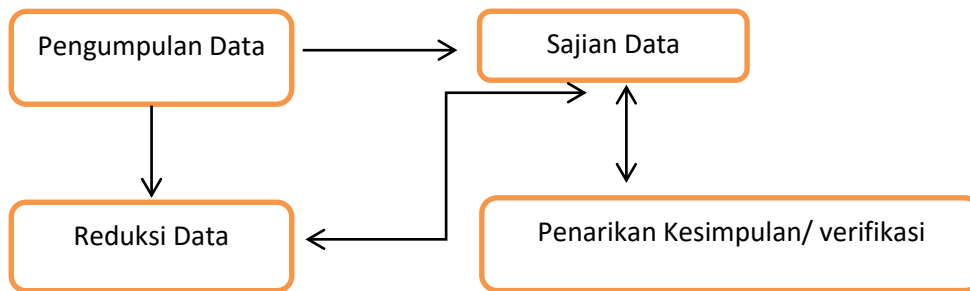 Pengumpulan Data
Sajian Data
Reduksi Data
Penarikan Kesimpulan/ verifikasi